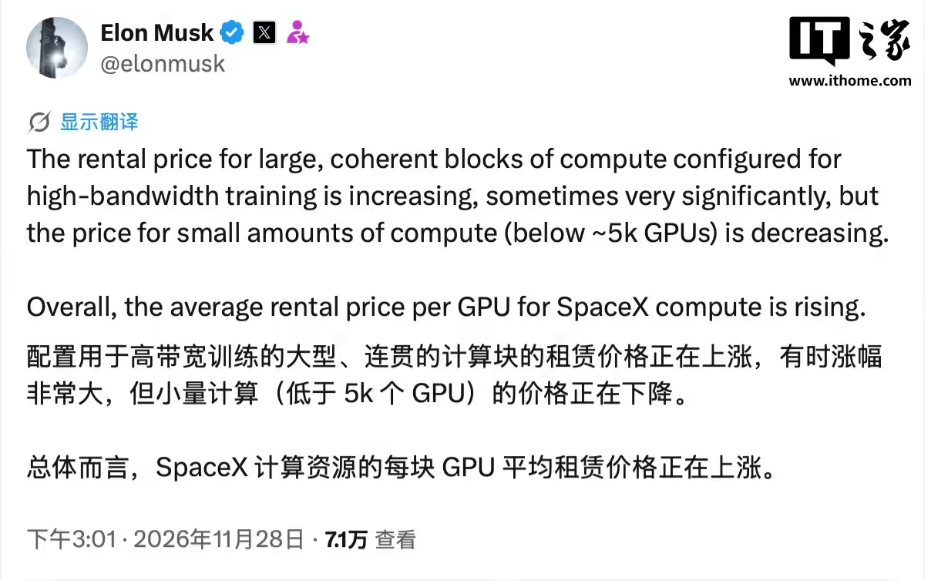 Elon Musk
@elonmusk
IT之家
www.ithome.com
显示翻译
The rental price for large, coherent blocks of compute configured for
high-bandwidth training is increasing, sometimes very significantly, but
the price for small amounts of compute (below ~5k GPUs) is decreasing.
Overall, the average rental price per GPU for SpaceX compute is rising.
配置用于高带宽训练的大型、连贯的计算块的租赁价格正在上涨，有时涨幅
非常大，但小量计算（低于 5k 个 GPU）的价格正在下降。
总体而言，SpaceX 计算资源的每块 GPU 平均租赁价格正在上涨。
下午3:01 · 2026年11月28日 · 7.1万 查看